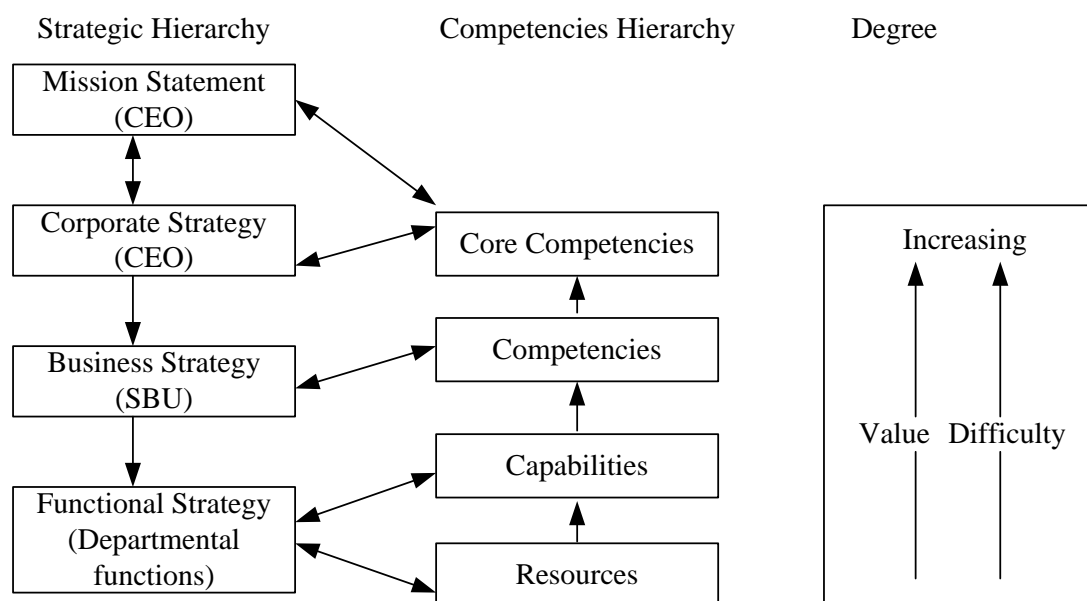 Strategic Hierarchy
Competencies Hierarchy
Degree
Mission Statement
(CEO)
Corporate Strategy
(CEO)
Business Strategy
(SBU)
Functional Strategy
(Departmental
functions)
Core Competencies
Competencies
Capabilities
Resources
Increasing
Value
Difficulty